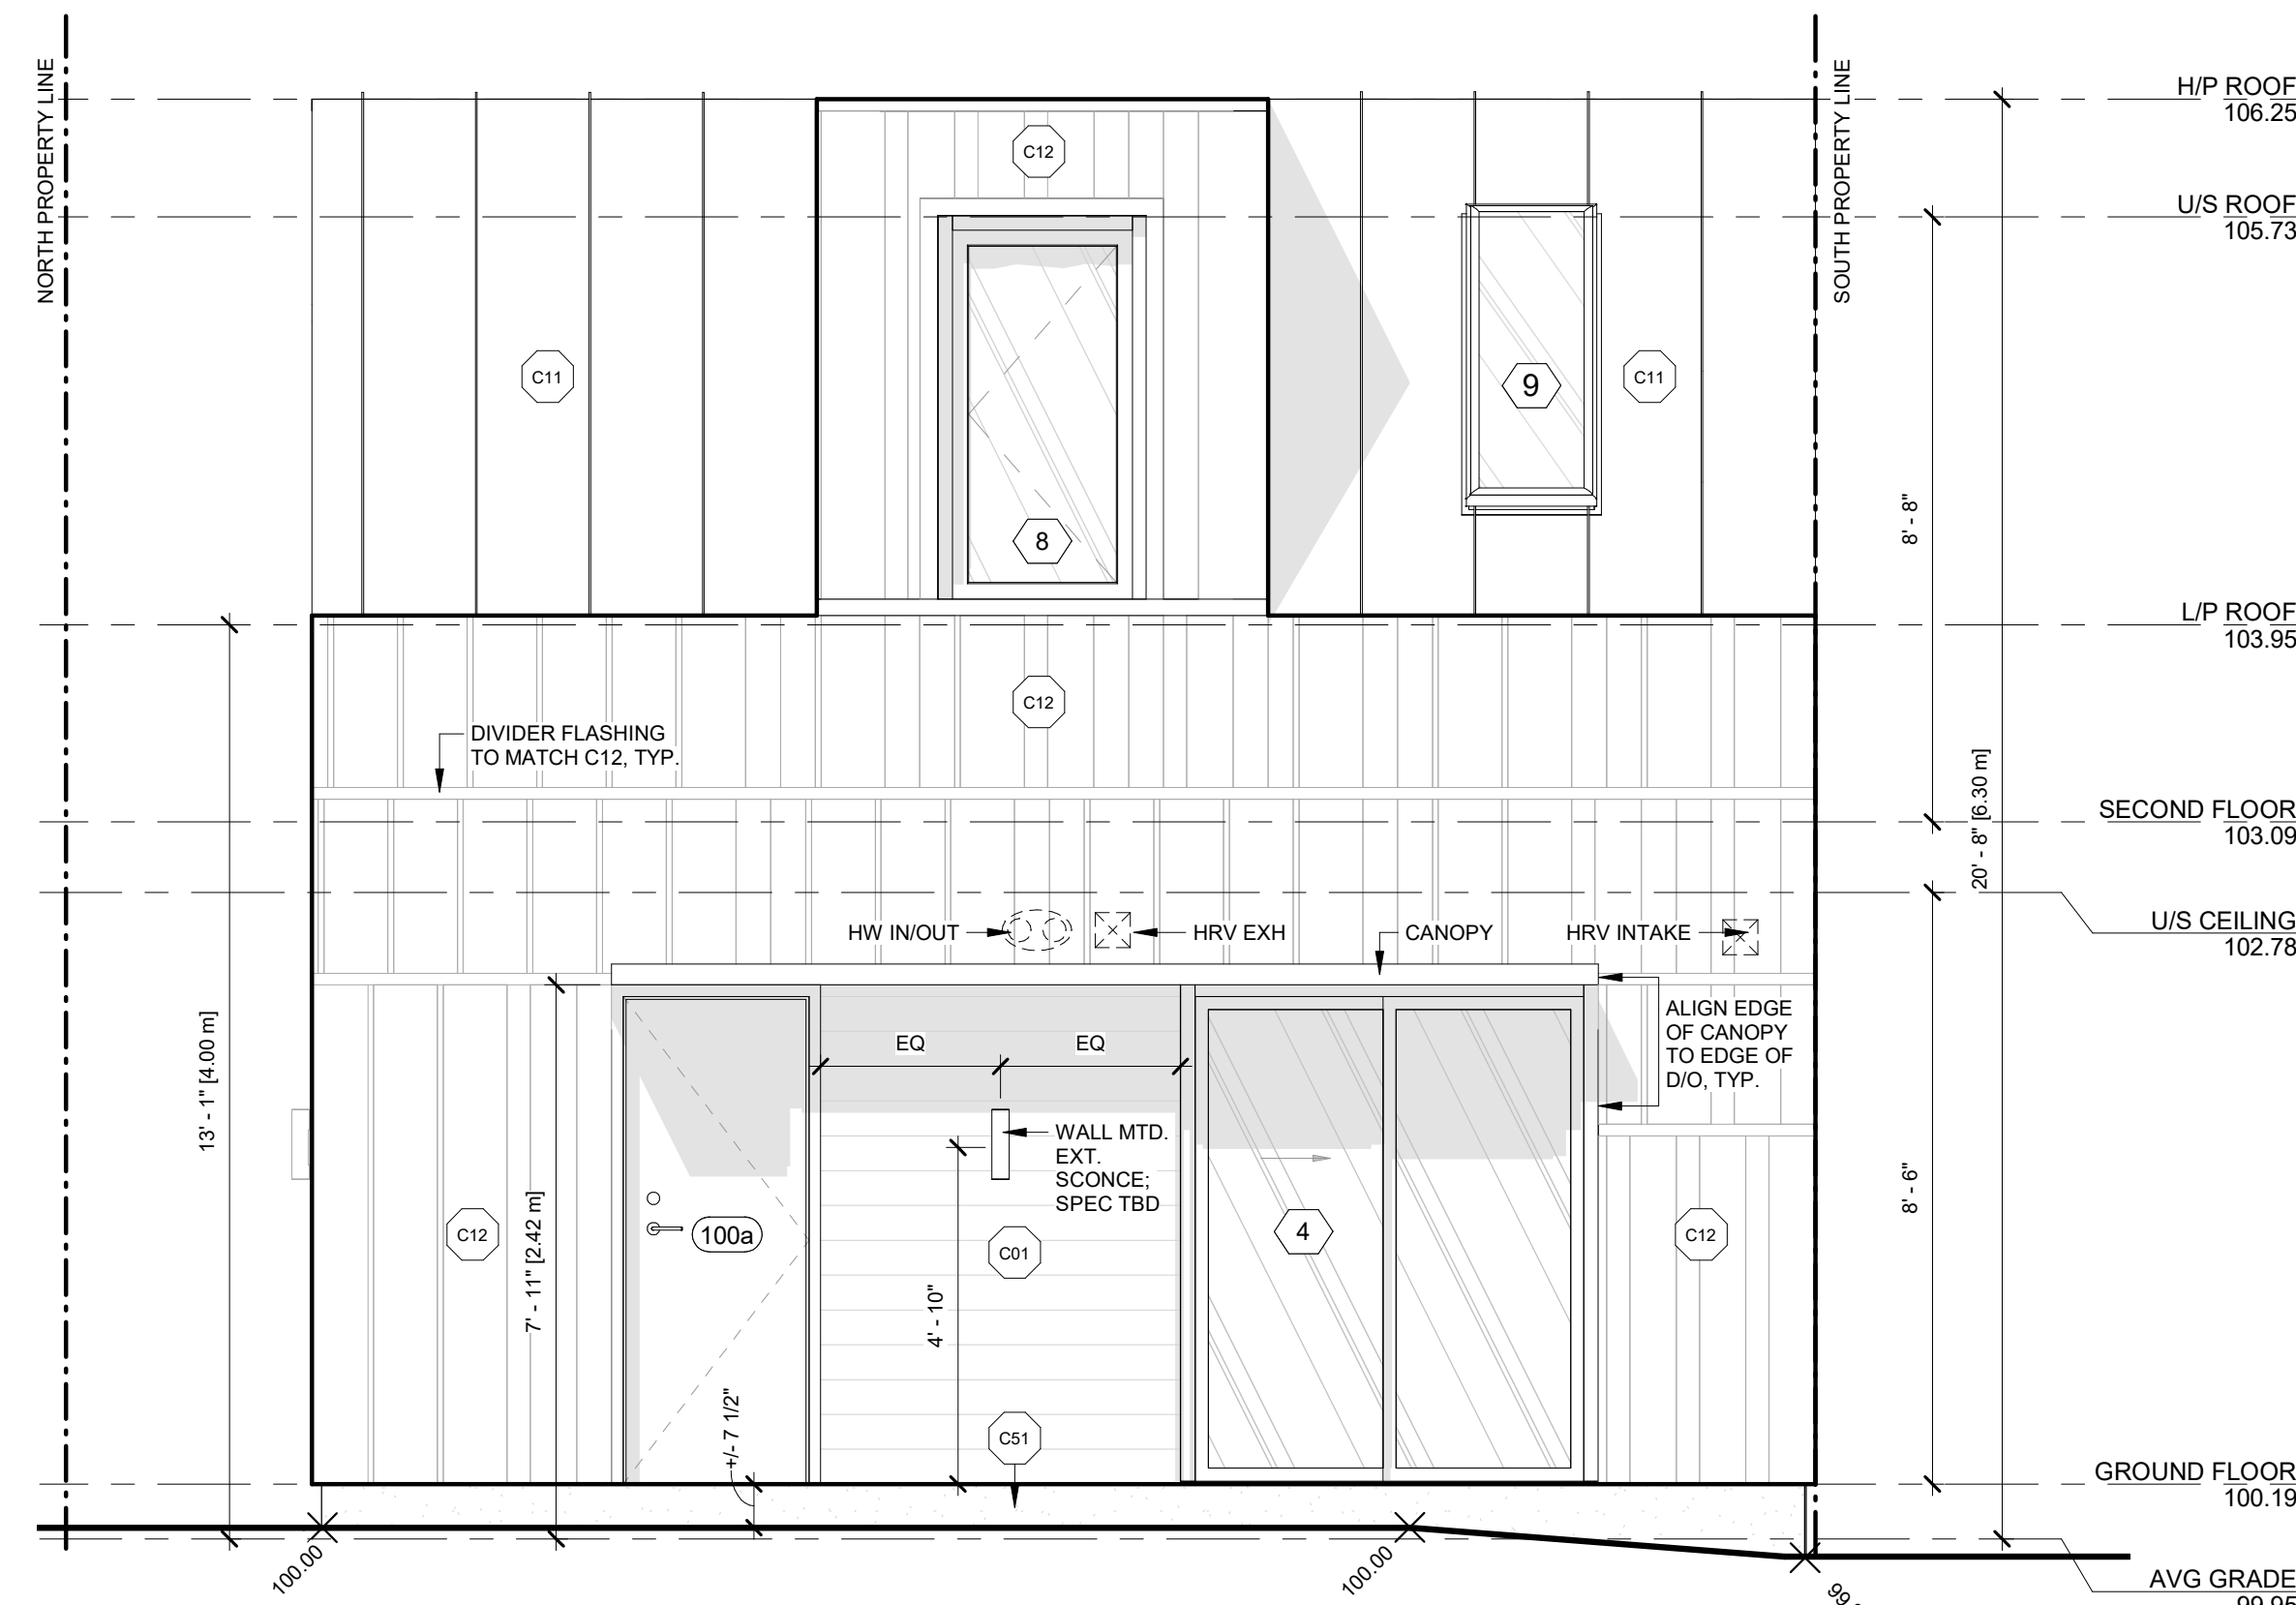 NORTH PROPERTY LINE
SOUTH PROPERTY LINE
H/P ROOF
106.25
U/S ROOF
105.73
C12
C11
9
C11
8
8' - 8"
L/P ROOF
103.95
C12
DIVIDER FLASHING
TO MATCH C12, TYP.
20' - 8" [6.30 m]
SECOND FLOOR
103.09
HW IN/OUT
HRV EXH
CANOPY
HRV INTAKE
U/S CEILING
102.78
EQ
EQ
ALIGN EDGE
OF CANOPY
TO EDGE OF
D/O, TYP.
13' - 1" [4.00 m]
WALL MTD.
EXT.
SCONCE;
SPEC TBD
8' - 6"
7' - 11" [2.42 m]
C12
100a
C01
4
C12
4' - 10"
+/- 7 1/2"
C51
GROUND FLOOR
100.19
100.00
100.00
AVG GRADE
99.95